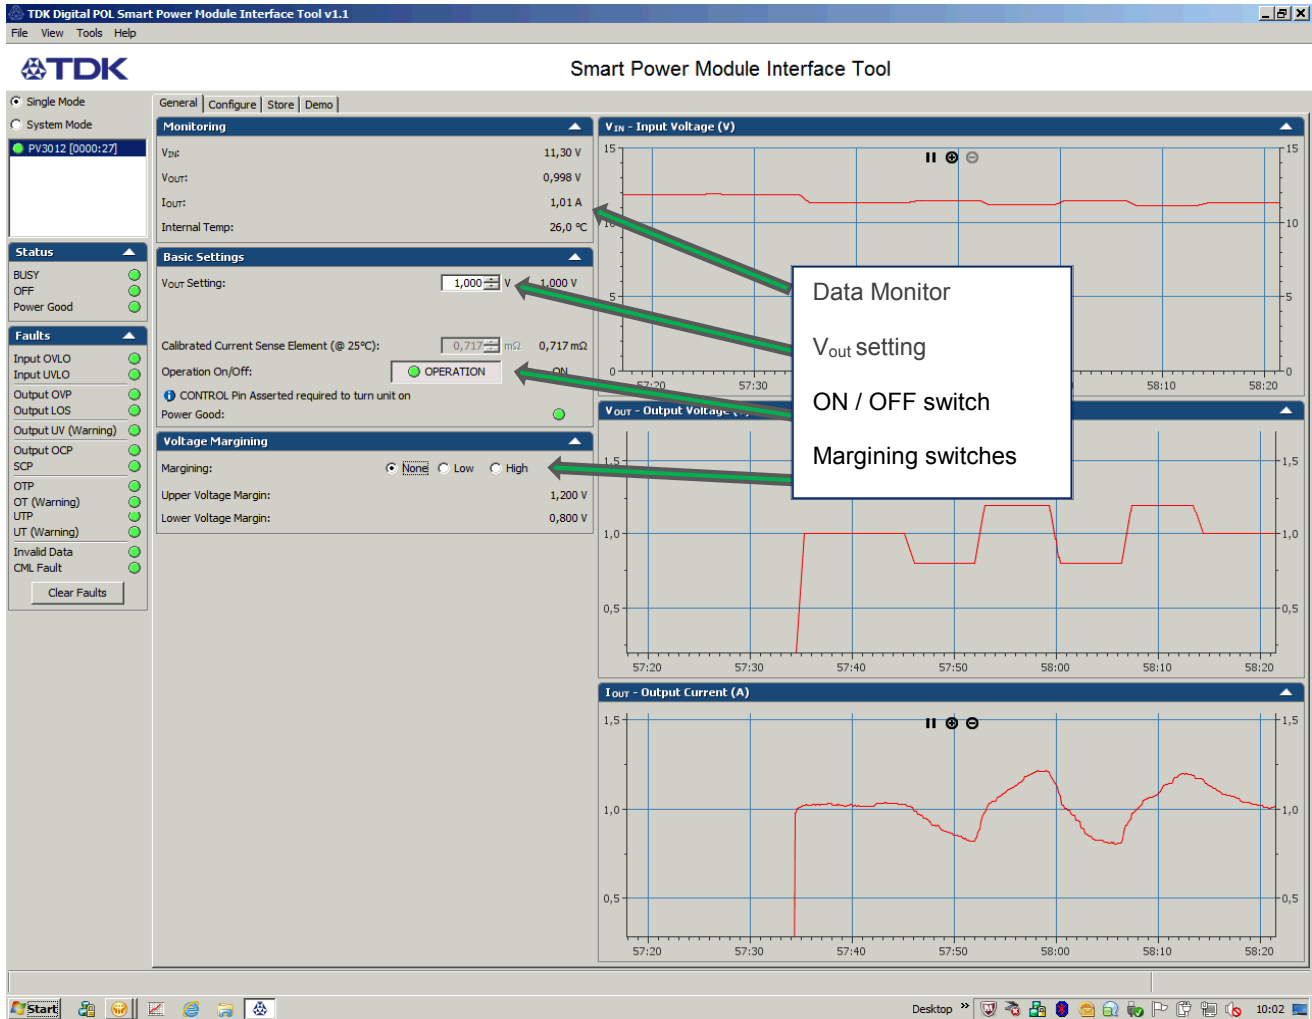 TDK Digital POL Smart Power Module Interface Tool v1.1
File View Tools Help
TDK
Smart Power Module Interface Tool
Single Mode
System Mode
PV3012 [0000:27]
Status
BUSY
OFF
Power Good
Faults
Input OVLO
Input UVLO
Output OVP
Output LOS
Output UV (Warning)
Output OCP
SCP
OTP
OT (Warning)
UTP
UT (Warning)
Invalid Data
CML Fault
Clear Faults
General Configure Store Demo
Monitoring
VIN: 11,30 V
VOUT: 0,998 V
IOUT: 1,01 A
Internal Temp: 26,0 ºC
Basic Settings
VOUT Setting: 1,000 V 1,000 V
Calibrated Current Sense Element (@ 25ºC): 0,717 mΩ 0,717 mΩ
Operation On/Off: OPERATION ON
CONTROL Pin Asserted required to turn unit on
Power Good:
Voltage Margining
Margining: None Low High
Upper Voltage Margin: 1,200 V
Lower Voltage Margin: 0,800 V
VIN - Input Voltage (V)
15 15
10 10
5 5
0 0
57:20 57:30 58:10 58:20
Data Monitor
Vout setting
ON / OFF switch
Margining switches
VOUT - Output Voltage
1,5 1,5
1,0 1,0
0,5 0,5
57:20 57:30 57:40 57:50 58:00 58:10 58:20
IOUT - Output Current (A)
1,5 1,5
1,0 1,0
0,5 0,5
57:20 57:30 57:40 57:50 58:00 58:10 58:20
Start Desktop » 10:02